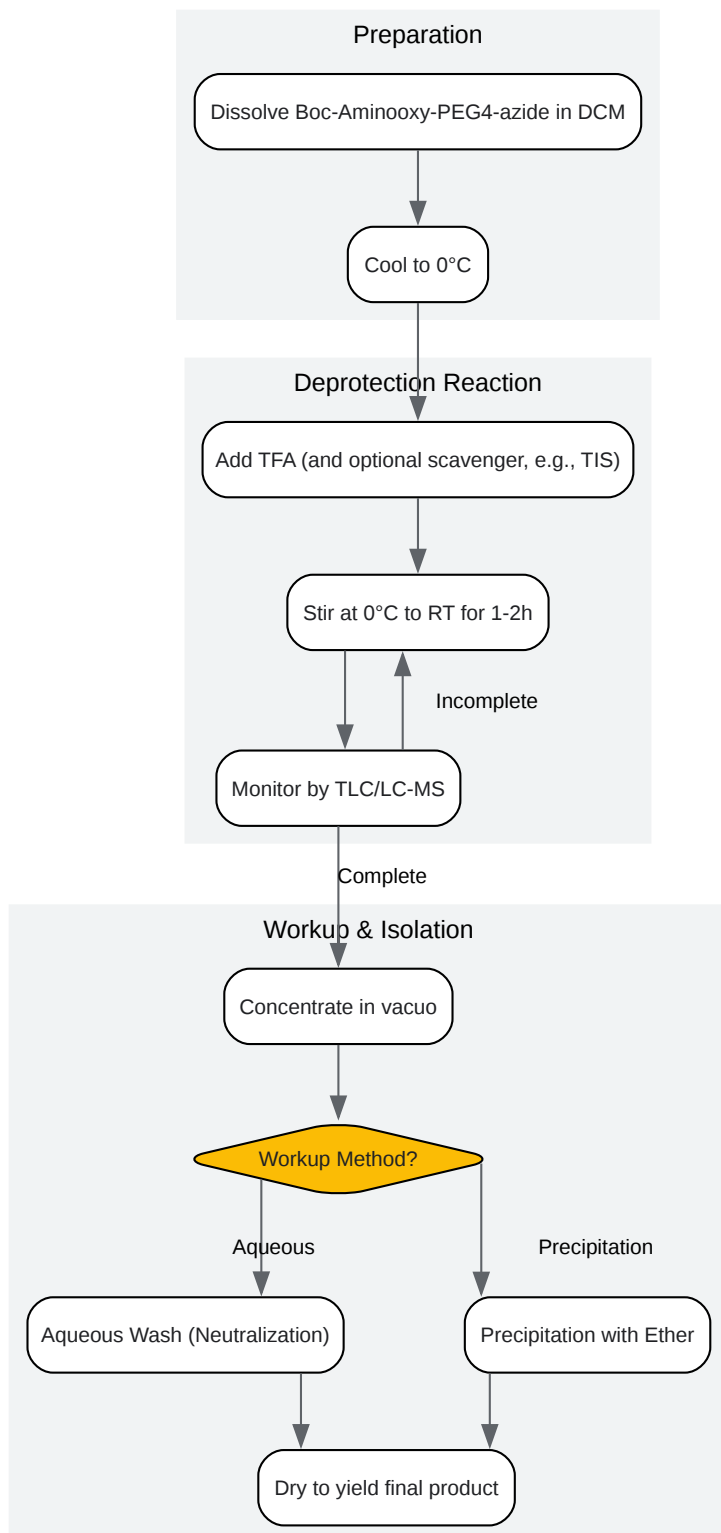 Preparation
Dissolve Boc-Aminooxy-PEG4-azide in DCM
Cool to 0°C
Deprotection Reaction
Add TFA (and optional scavenger, e.g., TIS)
Stir at 0°C to RT for 1-2h
Incomplete
Monitor by TLC/LC-MS
Complete
Workup & Isolation
Concentrate in vacuo
Workup Method?
Aqueous
Precipitation
Aqueous Wash (Neutralization)
Precipitation with Ether
Dry to yield final product